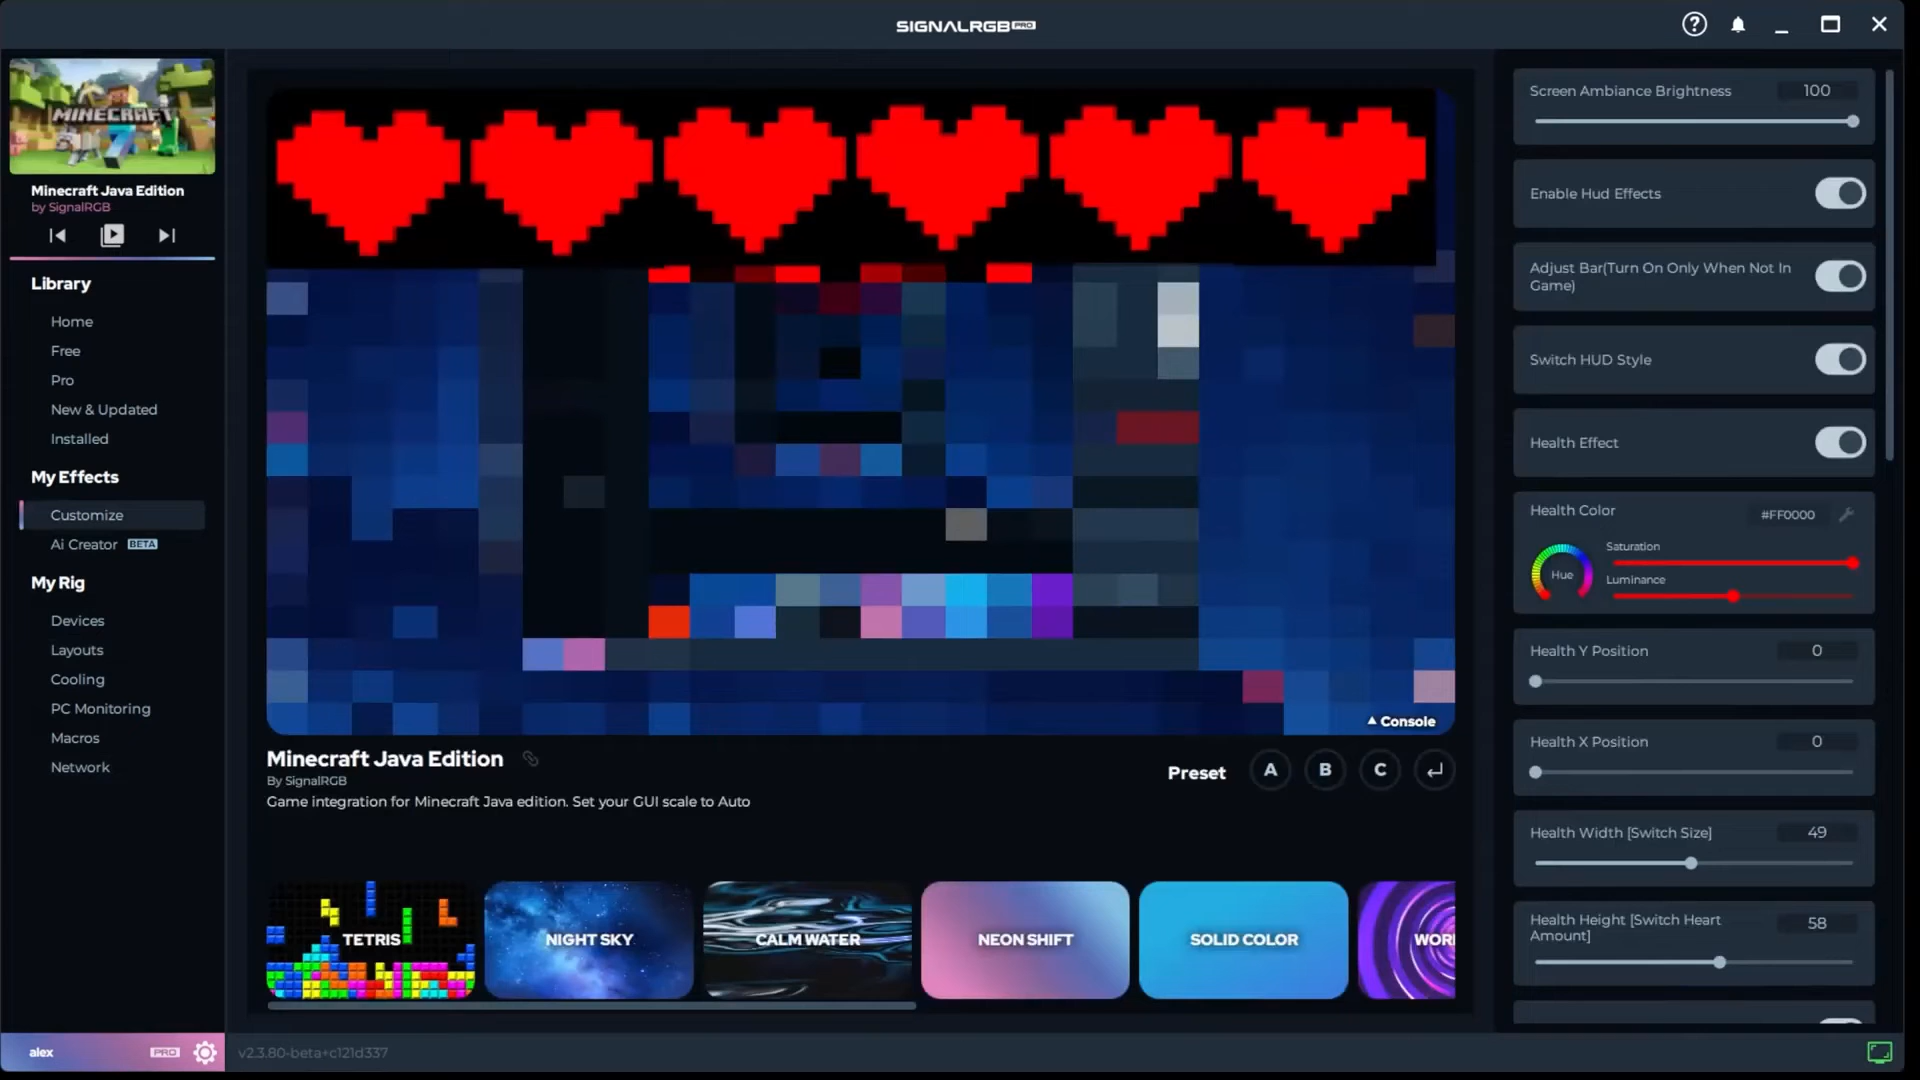 SIGNALRGB PRO
MINECRAFT
Minecraft Java Edition
by SignalRGB
Library
Home
Free
Pro
New & Updated
Installed
My Effects
Customize
Ai Creator BETA
My Rig
Devices
Layouts
Cooling
PC Monitoring
Macros
Network
alex PRO
Console
Minecraft Java Edition
By SignalRGB
Game integration for Minecraft Java edition. Set your GUI scale to Auto
Preset A B C
TETRIS
NIGHT SKY
CALM WATER
NEON SHIFT
SOLID COLOR
WOR
v2.3.80-beta+c121d337
Screen Ambiance Brightness 100
Enable Hud Effects
Adjust Bar(Turn On Only When Not In
Game)
Switch HUD Style
Health Effect
Health Color #FF0000
Hue
Saturation
Luminance
Health Y Position 0
Health X Position 0
Health Width [Switch Size] 49
Health Height [Switch Heart
Amount] 58